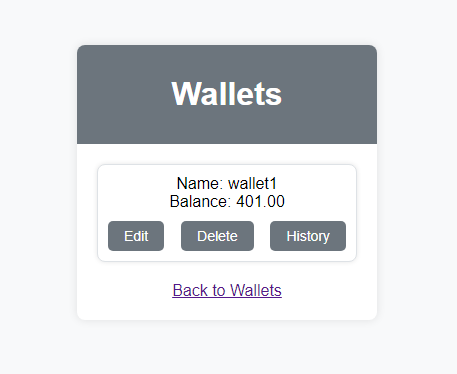 Wallets
Name: wallet1
Balance: 401.00
Edit Delete History
Back to Wallets